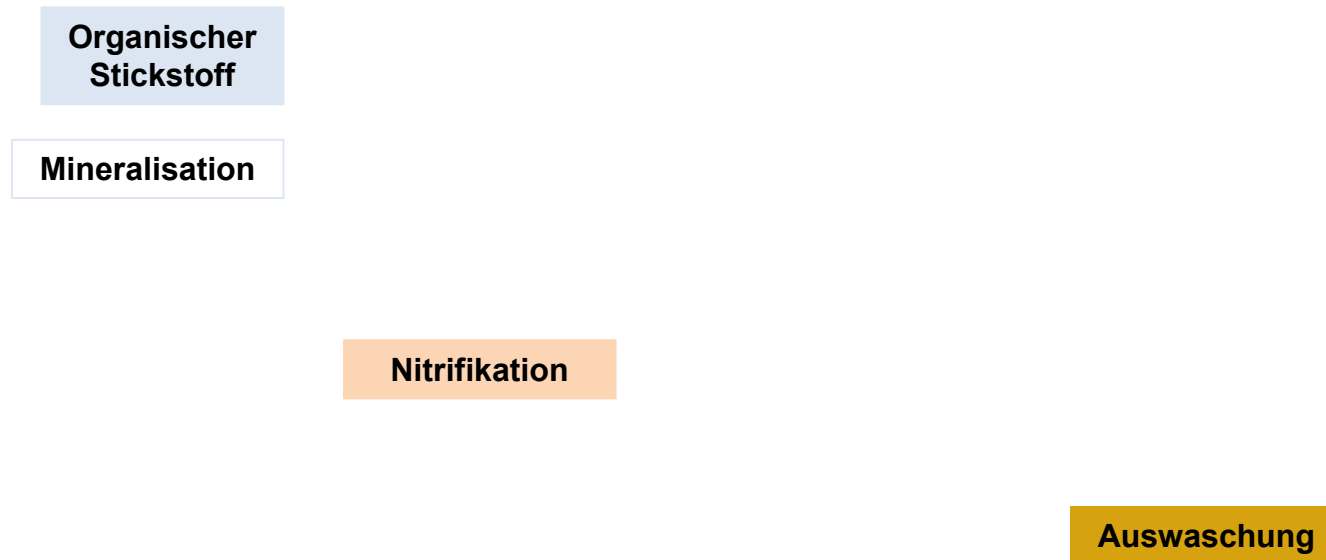 Organischer
Stickstoff
Mineralisation
Nitrifikation
Auswaschung